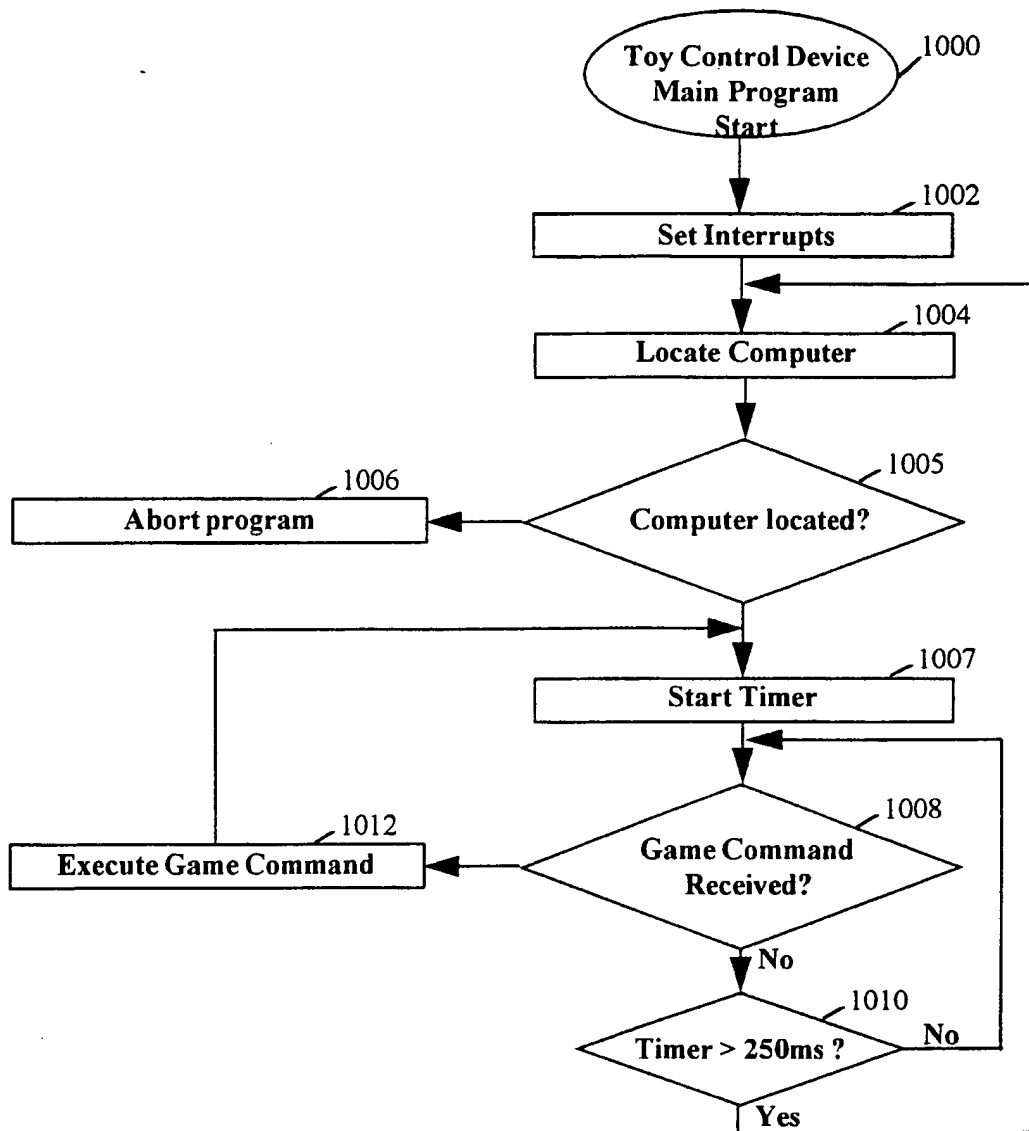 Toy Control Device
Main Program
Start
1000
1002
Set Interrupts
1004
Locate Computer
1005
Computer located?
1006
Abort program
1007
Start Timer
1008
Game Command
Received?
1012
Execute Game Command
No
1010
Timer > 250ms ?
No
Yes